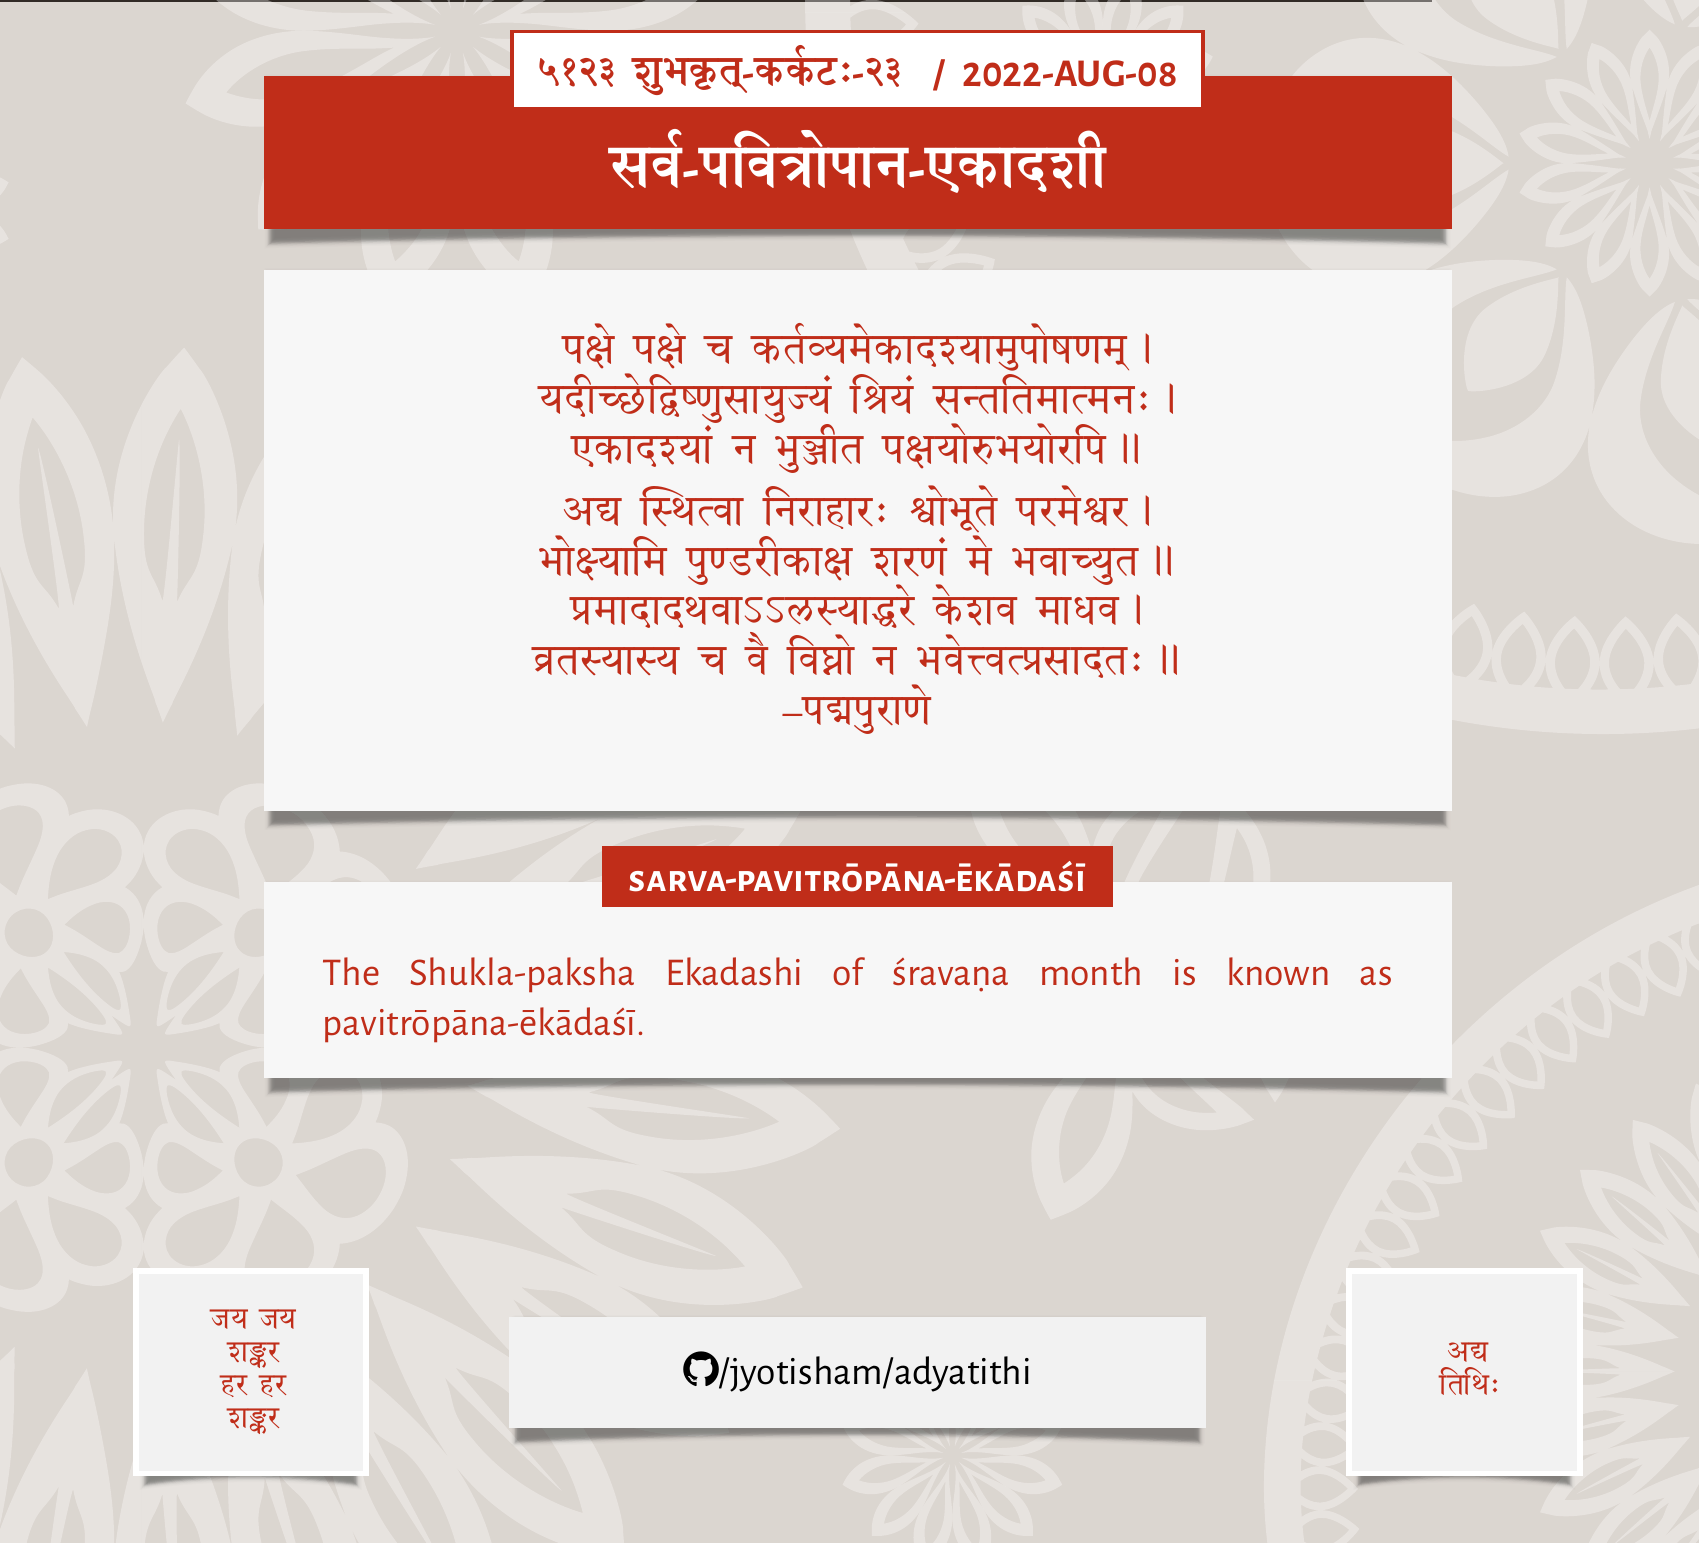 ५१२३ शुभकृत्-कर्कटः-२३ / 2022-AUG-08
सर्व-पवित्रोपान-एकादशी
पक्षे पक्षे च कर्तव्यमेकादश्यामुपोषणम् ।
यदीच्छेद्विष्णुसायुज्यं श्रियं सन्ततिमात्मनः ।
एकादश्यां न भुञ्जीत पक्षयोरुभयोरपि ॥
अद्य स्थित्वा निराहारः श्वोभूते परमेश्वर ।
भोक्ष्यामि पुण्डरीकाक्ष शरणं मे भवाच्युत ॥
प्रमादादथवाऽऽलस्याद्धरे केशव माधव ।
व्रतस्यास्य च वै विघ्नो न भवेत्त्वत्प्रसादतः ॥
–पद्मपुराणे
SARVA-PAVITRŌPĀNA-ĒKĀDAŚĪ
The Shukla-paksha Ekadashi of śravaṇa month is known as
pavitrōpāna-ēkādaśī.
जय जय
शङ्कर
हर हर
शङ्कर
/jyotisham/adyatithi
अद्य
तिथिः